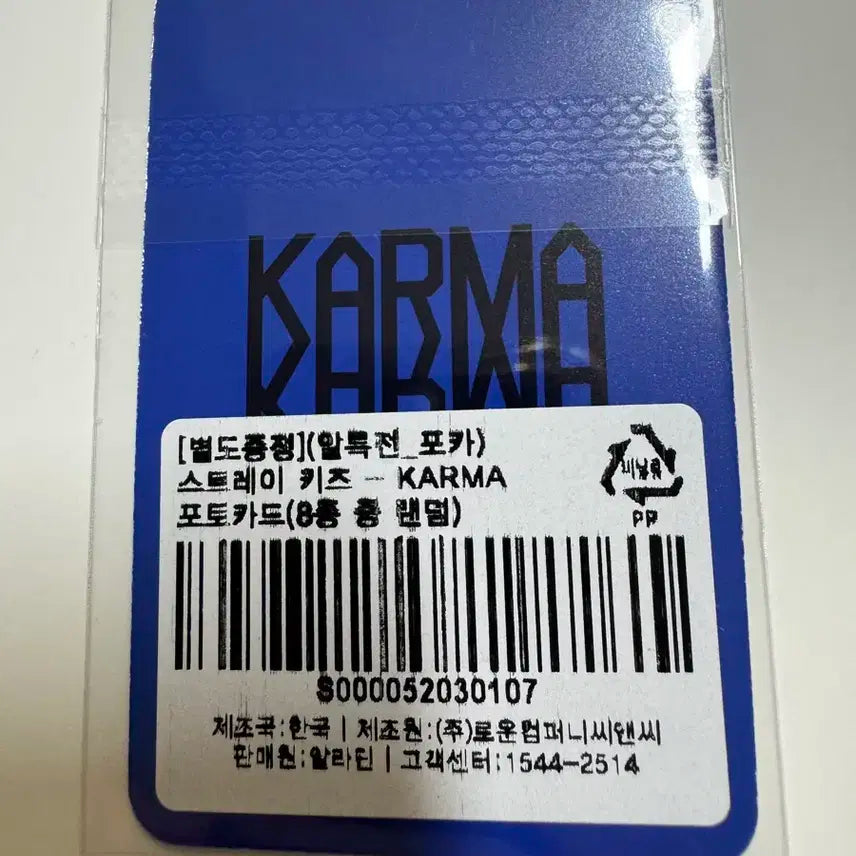 KARMA
KARMA
[별도증정](알특전_포카)
스트레이 키즈 - KARMA
포토카드(8종 중 랜덤)
비닐류
PP
S000052030107
제조국:한국 | 제조원:(주)로운컴퍼니씨앤씨
판매원:알라딘 | 고객센터:1544-2514